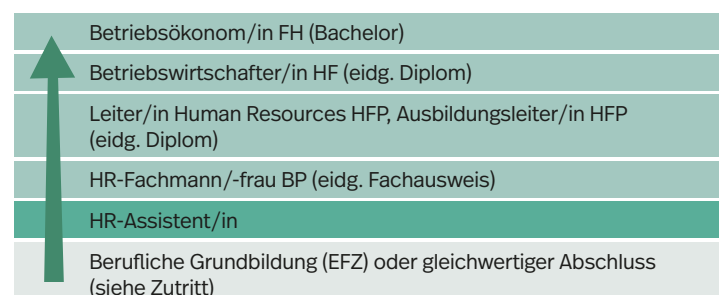 Betriebsökonom/in FH (Bachelor)
Betriebswirtschafter/in HF (eidg. Diplom)
Leiter/in Human Resources HFP, Ausbildungsleiter/in HFP
(eidg. Diplom)
HR-Fachmann/-frau BP (eidg. Fachausweis)
HR-Assistent/in
Berufliche Grundbildung (EFZ) oder gleichwertiger Abschluss
(siehe Zutritt)